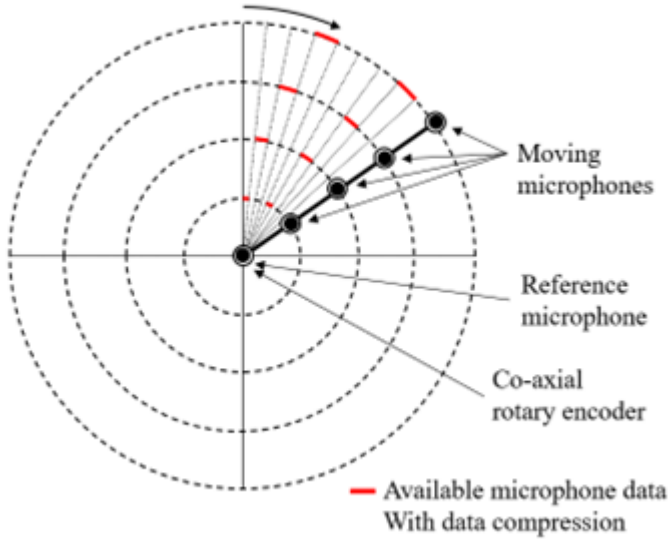 Moving
microphones
Reference
microphone
Co-axial
rotary encoder
Available microphone data
With data compression